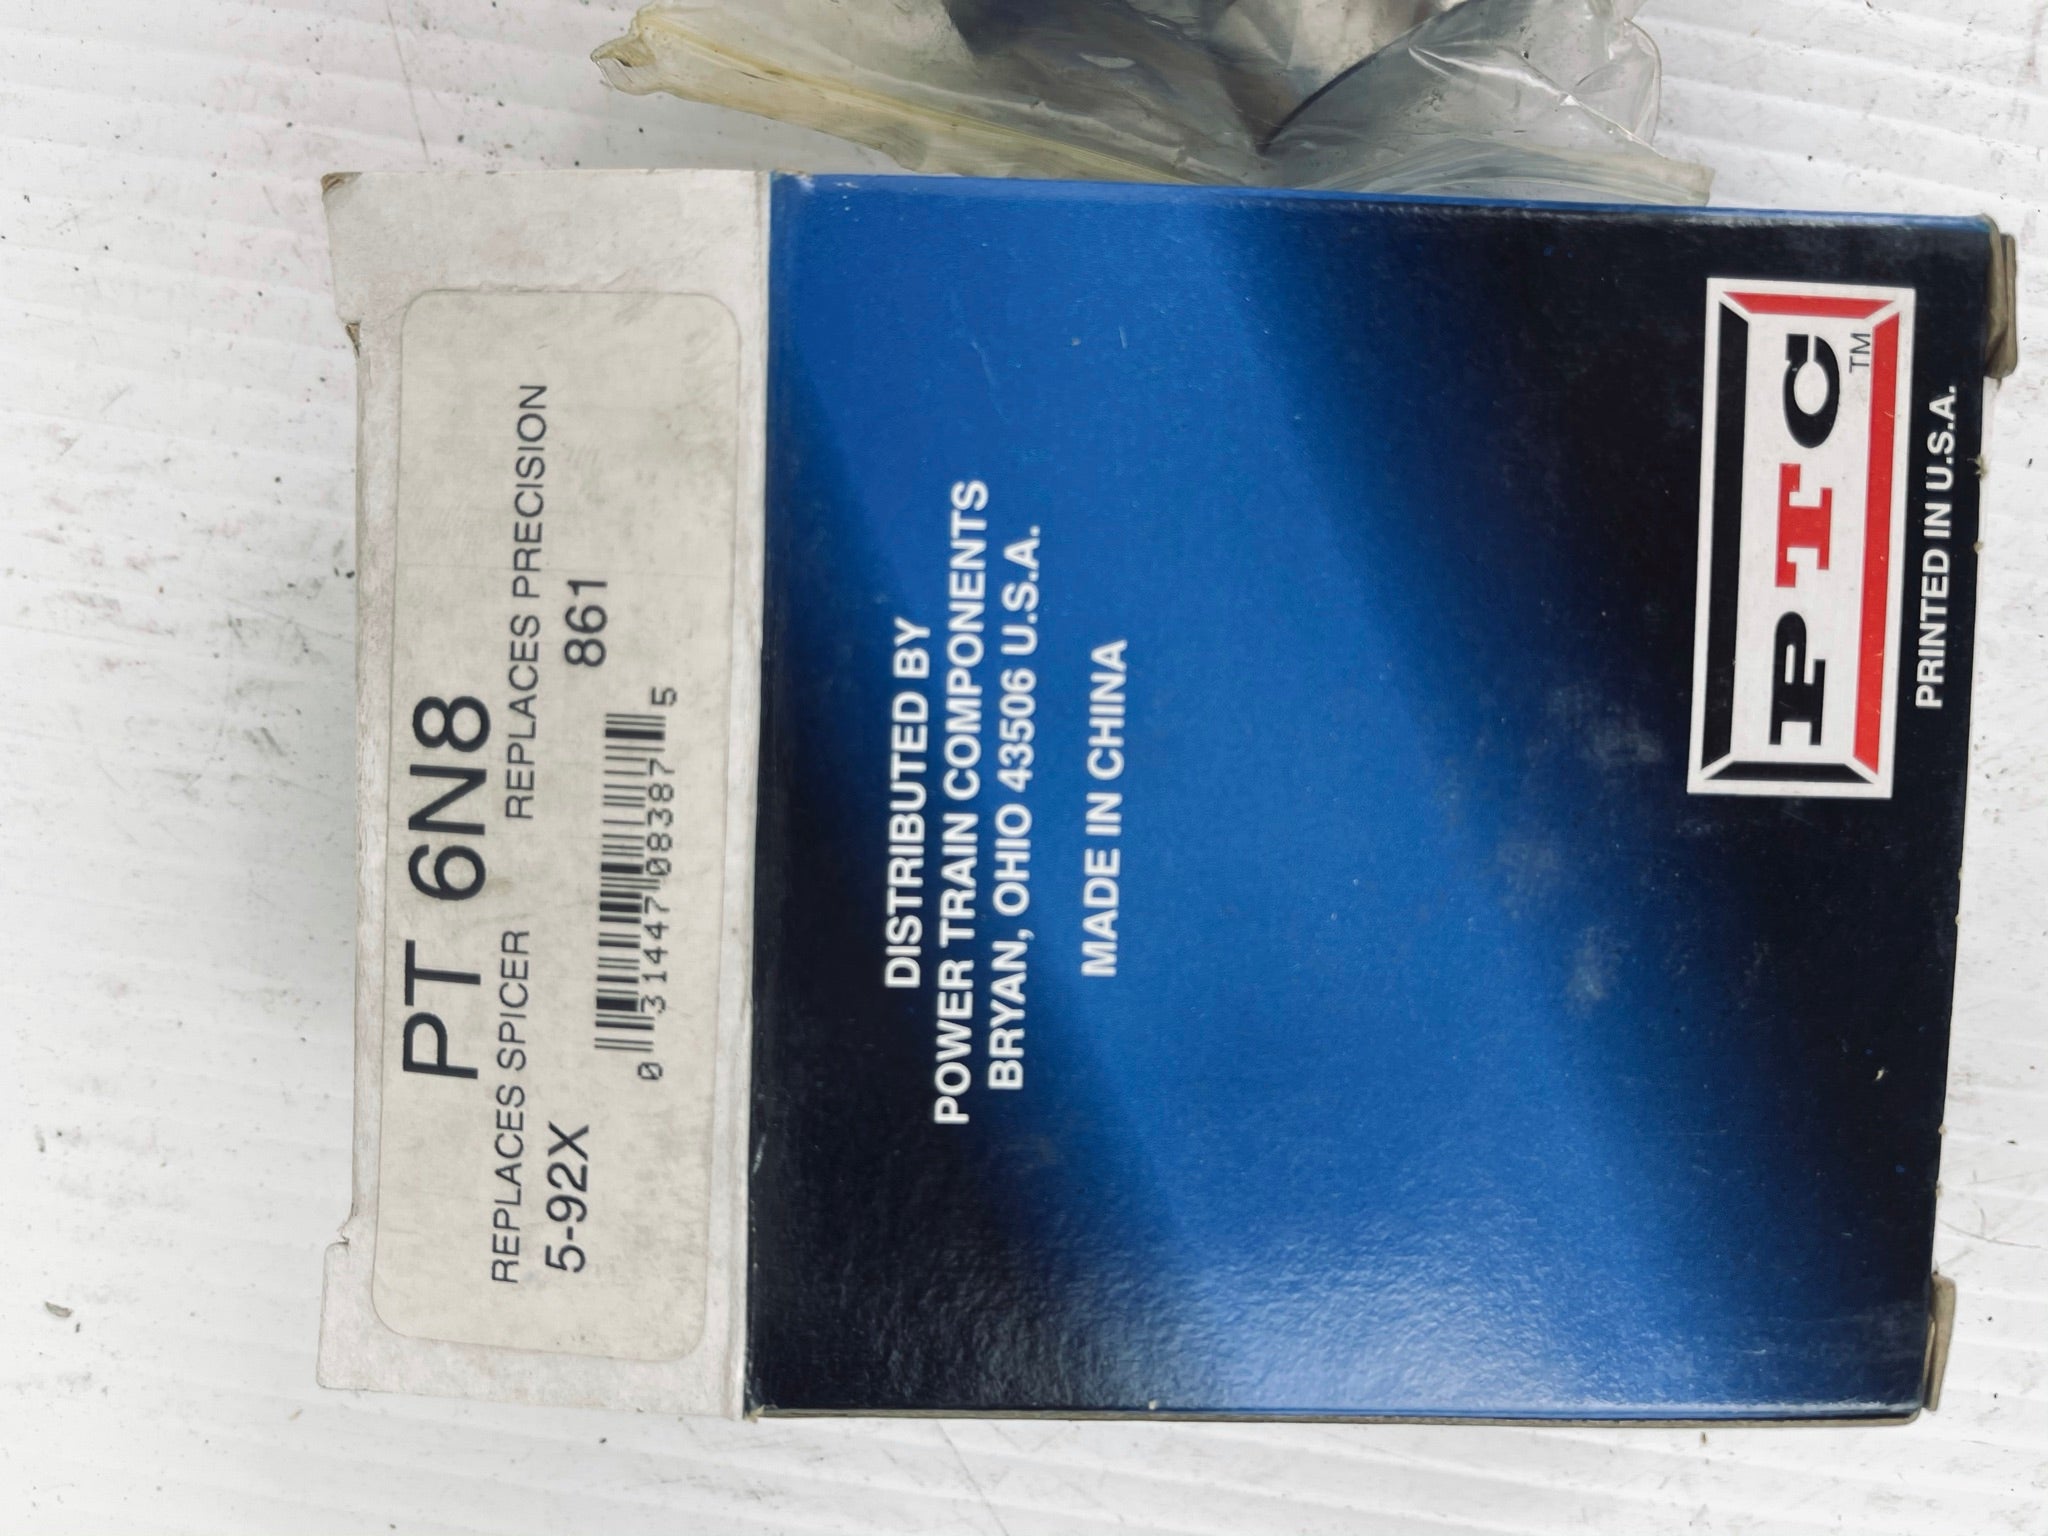 PT 6N8
REPLACES SPICER REPLACES PRECISION
5-92X 861
0 31447 08387 5
DISTRIBUTED BY
POWER TRAIN COMPONENTS
BRYAN, OHIO 43506 U.S.A.
MADE IN CHINA
PTC
TM
PRINTED IN U.S.A.